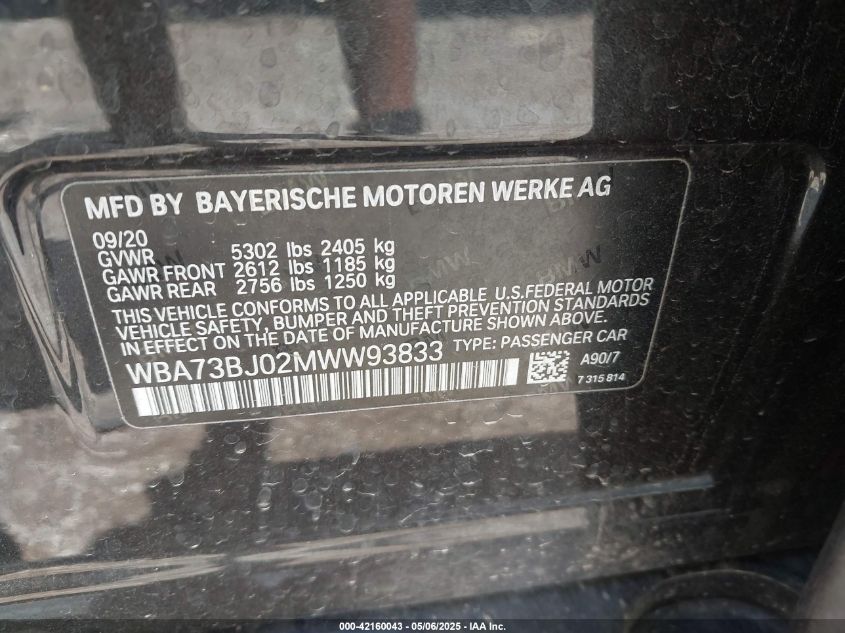 MFD BY BAYERISCHE MOTOREN WERKE AG
09/20
GVWR 5302 lbs 2405 kg
GAWR FRONT 2612 lbs 1185 kg
GAWR REAR 2756 lbs 1250 kg
THIS VEHICLE CONFORMS TO ALL APPLICABLE U.S.FEDERAL MOTOR
VEHICLE SAFETY, BUMPER AND THEFT PREVENTION STANDARDS
IN EFFECT ON THE DATE OF MANUFACTURE SHOWN ABOVE.
WBA73BJ02MWW93833 TYPE: PASSENGER CAR
A90/7
7 315 814
000-42160043 - 05/06/2025 - IAA Inc.